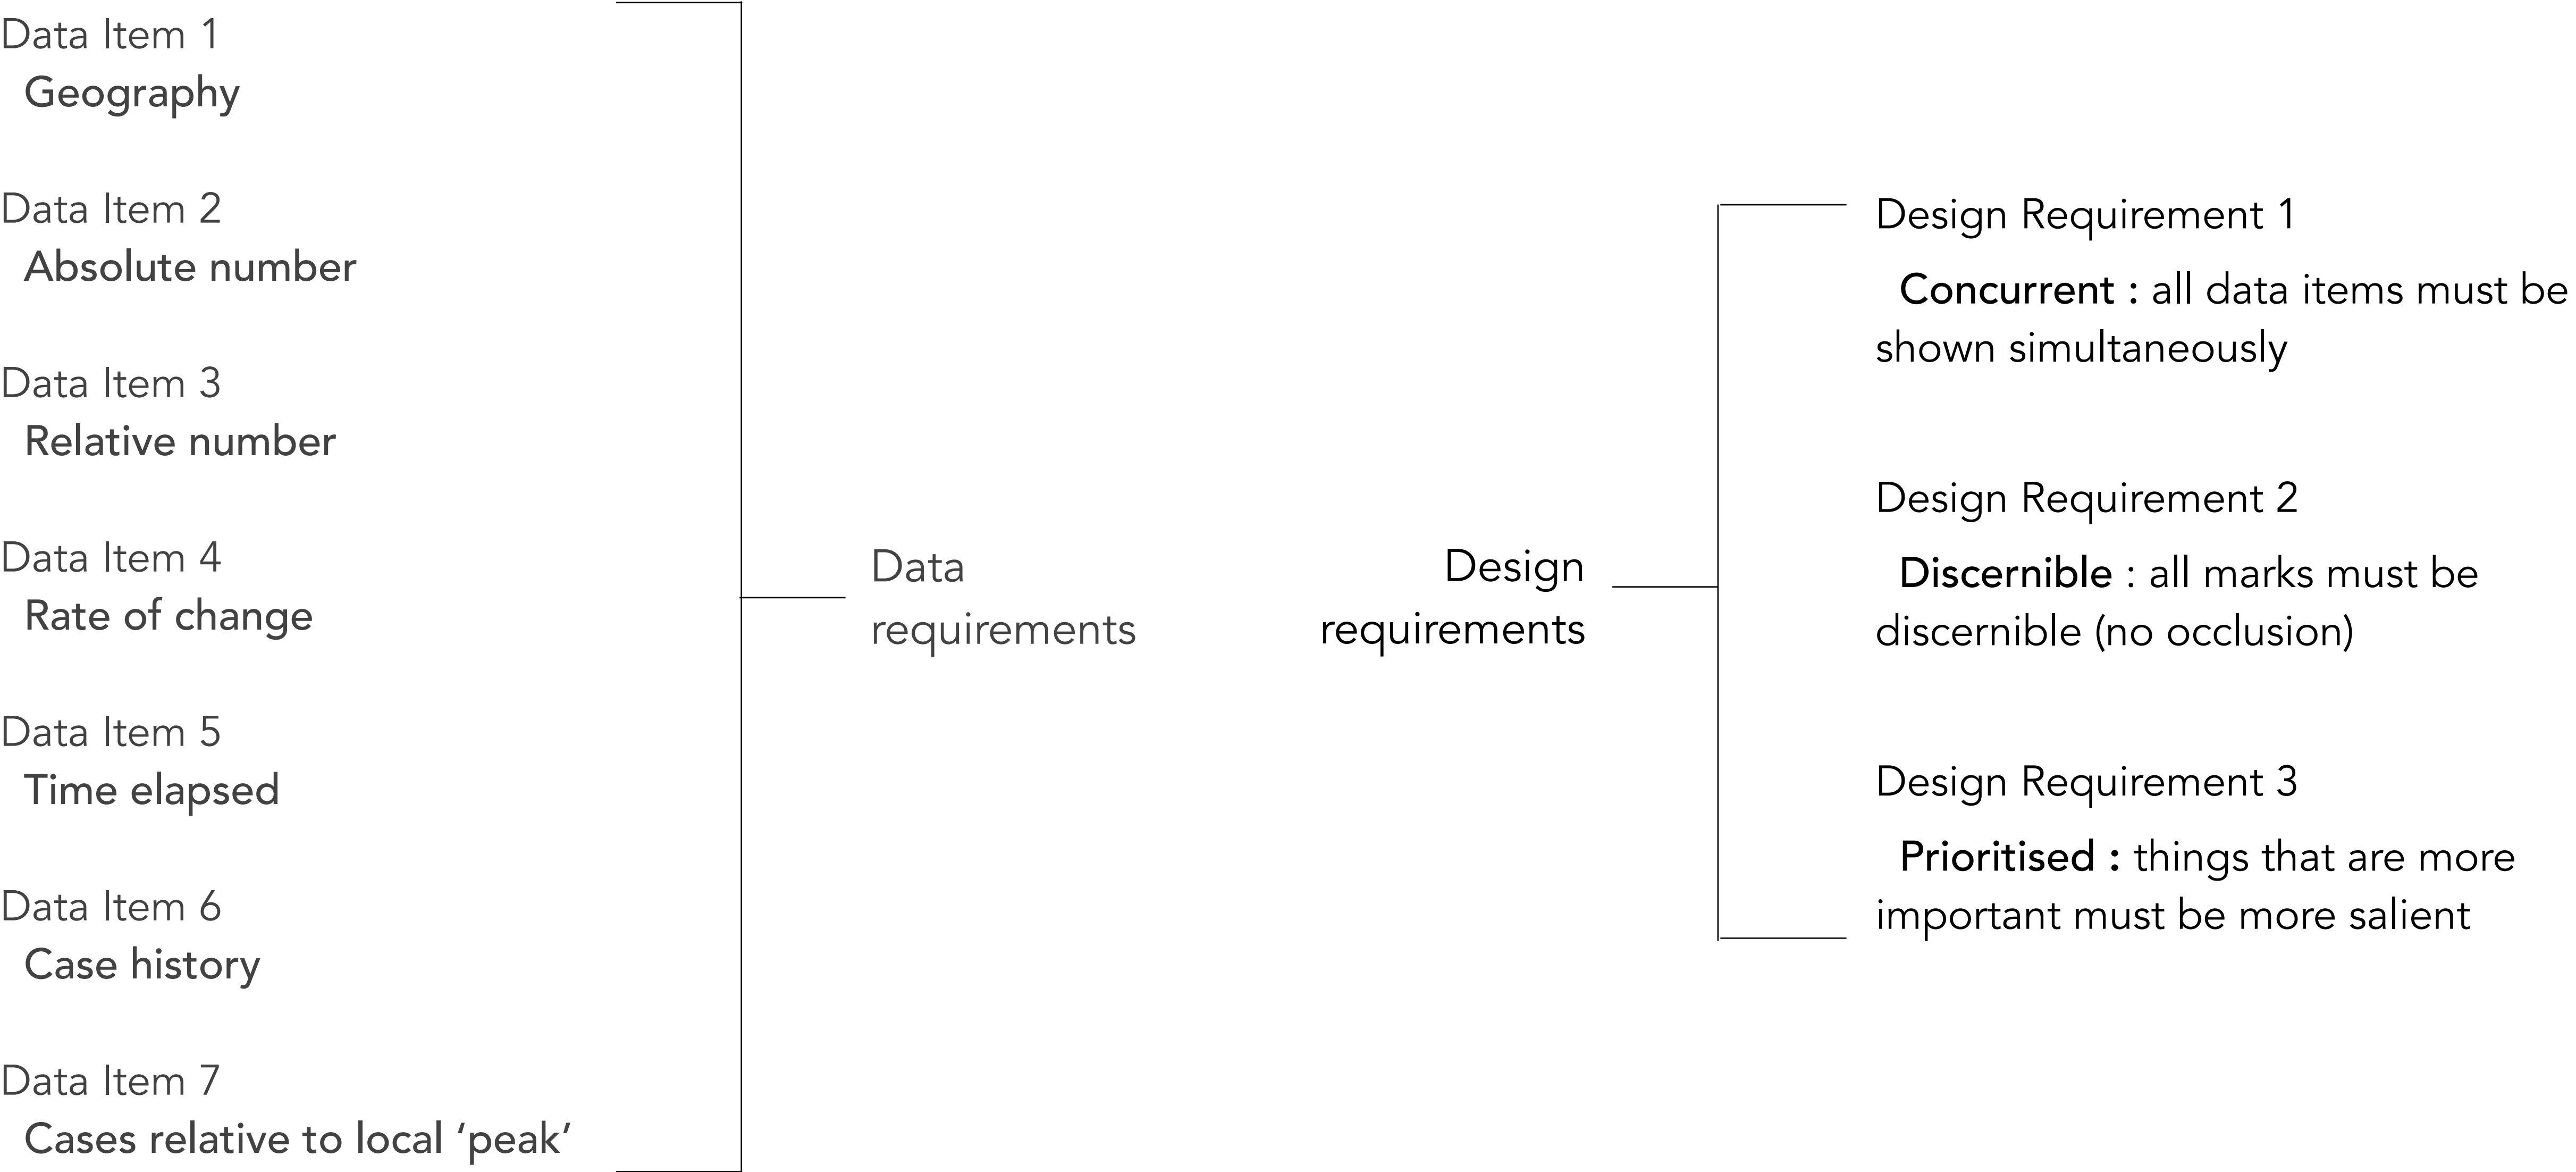 Data Item 1
Geography
Data Item 2
Absolute number
Data Item 3
Relative number
Data Item 4
Rate of change
Data Item 5
Time elapsed
Data Item 6
Case history
Data Item 7
Cases relative to local ‘peak’
Data
requirements
Design
requirements
Design Requirement 1
Concurrent : all data items must be
shown simultaneously
Design Requirement 2
Discernible : all marks must be
discernible (no occlusion)
Design Requirement 3
Prioritised : things that are more
important must be more salient